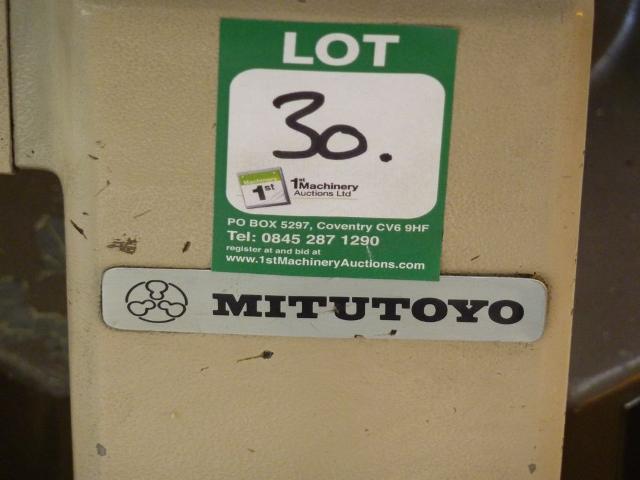 LOT
30.
Machinery
1st
1st Machinery
Auctions Ltd
PO BOX 5297, Coventry CV6 9HF
Tel: 0845 287 1290
register at and bid at
www.1stMachineryAuctions.com
MITUTOYO